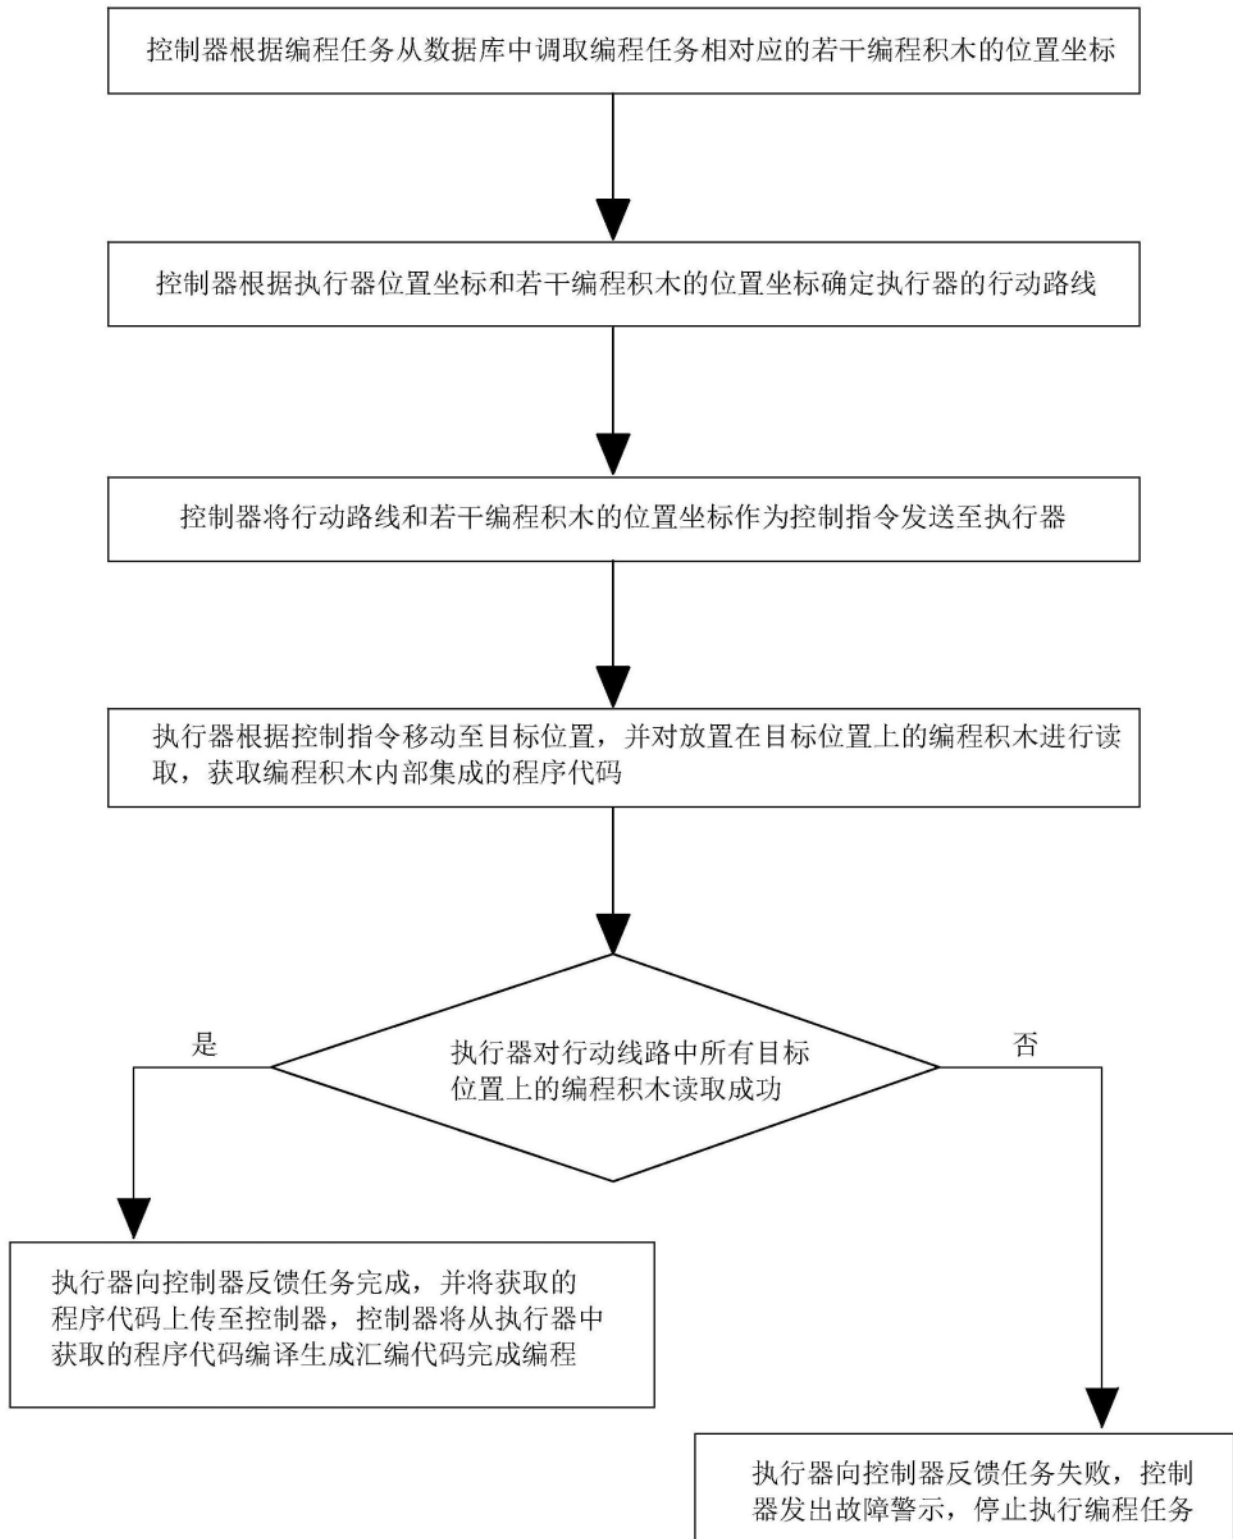 控制器根据编程任务从数据库中调取编程任务相对应的若干编程积木的位置坐标
控制器根据执行器位置坐标和若干编程积木的位置坐标确定执行器的行动路线
控制器将行动路线和若干编程积木的位置坐标作为控制指令发送至执行器
执行器根据控制指令移动至目标位置，并对放置在目标位置上的编程积木进行读
取，获取编程积木内部集成的程序代码
是
执行器对行动线路中所有目标
位置上的编程积木读取成功
否
执行器向控制器反馈任务完成，并将获取的
程序代码上传至控制器，控制器将从执行器中
获取的程序代码编译生成汇编代码完成编程
执行器向控制器反馈任务失败，控制
器发出故障警示，停止执行编程任务